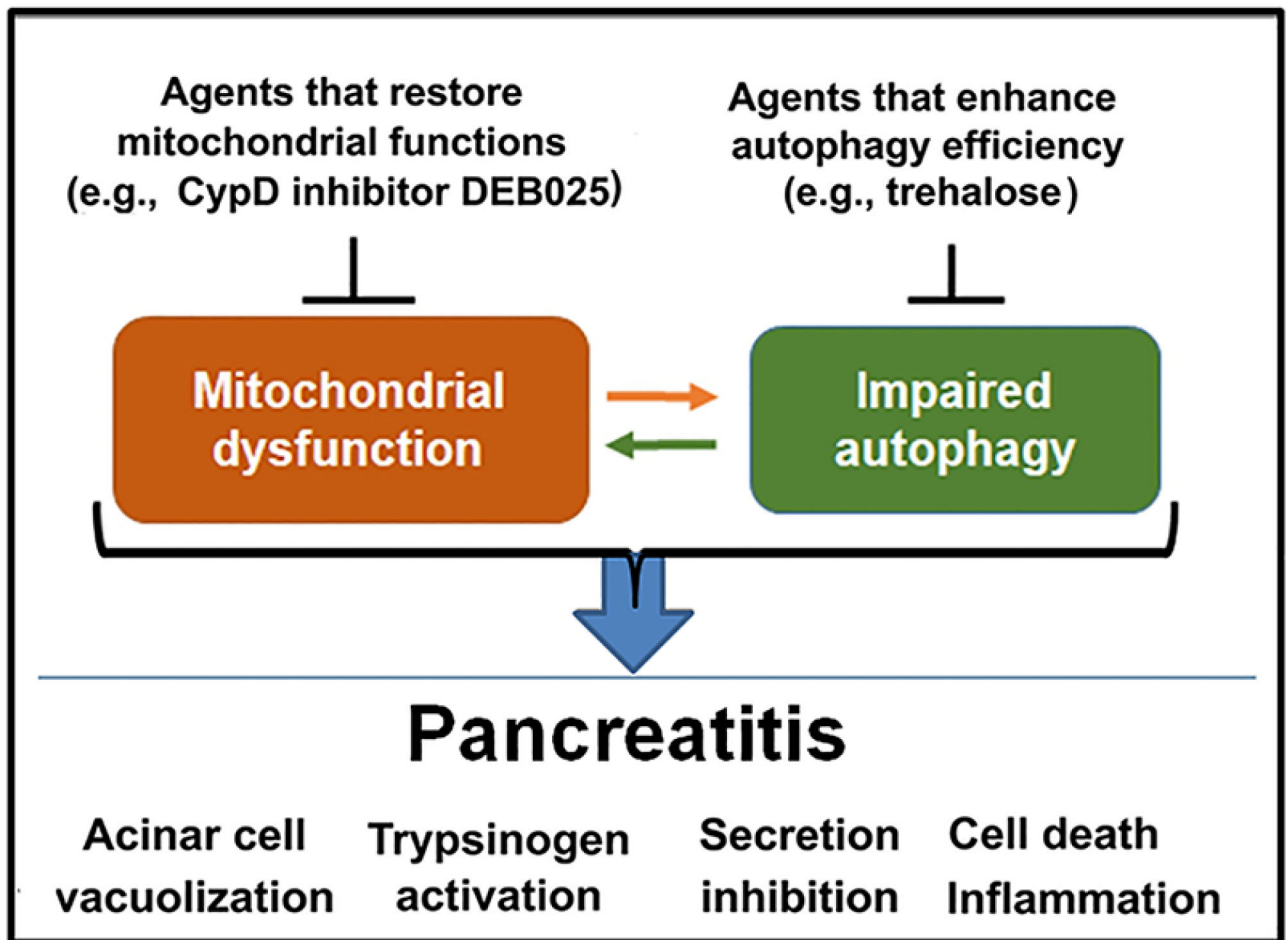 Agents that restore
mitochondrial functions
(e.g., CypD inhibitor DEB025)
Agents that enhance
autophagy efficiency
(e.g., trehalose)
Mitochondrial
dysfunction
Impaired
autophagy
Pancreatitis
Acinar cell
vacuolization
Trypsinogen
activation
Secretion
inhibition
Cell death
Inflammation